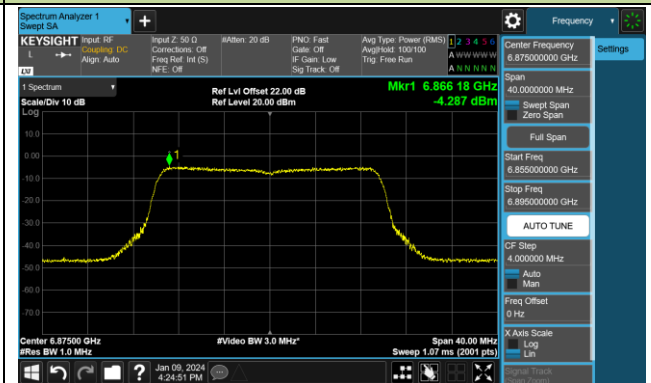 Spectrum Analyzer 1
Swept SA
Frequency
KEYSIGHT
L
LXI
Input: RF
Coupling: DC
Align: Auto
Input Z: 50 Ω
Corrections: Off
Freq Ref: Int (S)
NFE: Off
#Atten: 20 dB
PNO: Fast
Gate: Off
IF Gain: Low
Sig Track: Off
Avg Type: Power (RMS)
Avg|Hold: 100/100
Trig: Free Run
1 2 3 4 5 6
A W W W W W
A N N N N N
1 Spectrum
Scale/Div 10 dB
Log
Ref Lvl Offset 22.00 dB
Ref Level 20.00 dBm
Mkr1 6.866 18 GHz
-4.287 dBm
10.0
0.00
-10.0
-20.0
-30.0
-40.0
-50.0
-60.0
-70.0
1
Center 6.87500 GHz
#Res BW 1.0 MHz
#Video BW 3.0 MHz*
Span 40.00 MHz
Sweep 1.07 ms (2001 pts)
Jan 09, 2024
4:24:51 PM
Center Frequency
6.875000000 GHz
Settings
Span
40.0000000 MHz
Swept Span
Zero Span
Full Span
Start Freq
6.855000000 GHz
Stop Freq
6.895000000 GHz
AUTO TUNE
CF Step
4.000000 MHz
Auto
Man
Freq Offset
0 Hz
X Axis Scale
Log
Lin
Signal Track
(Span Zoom)